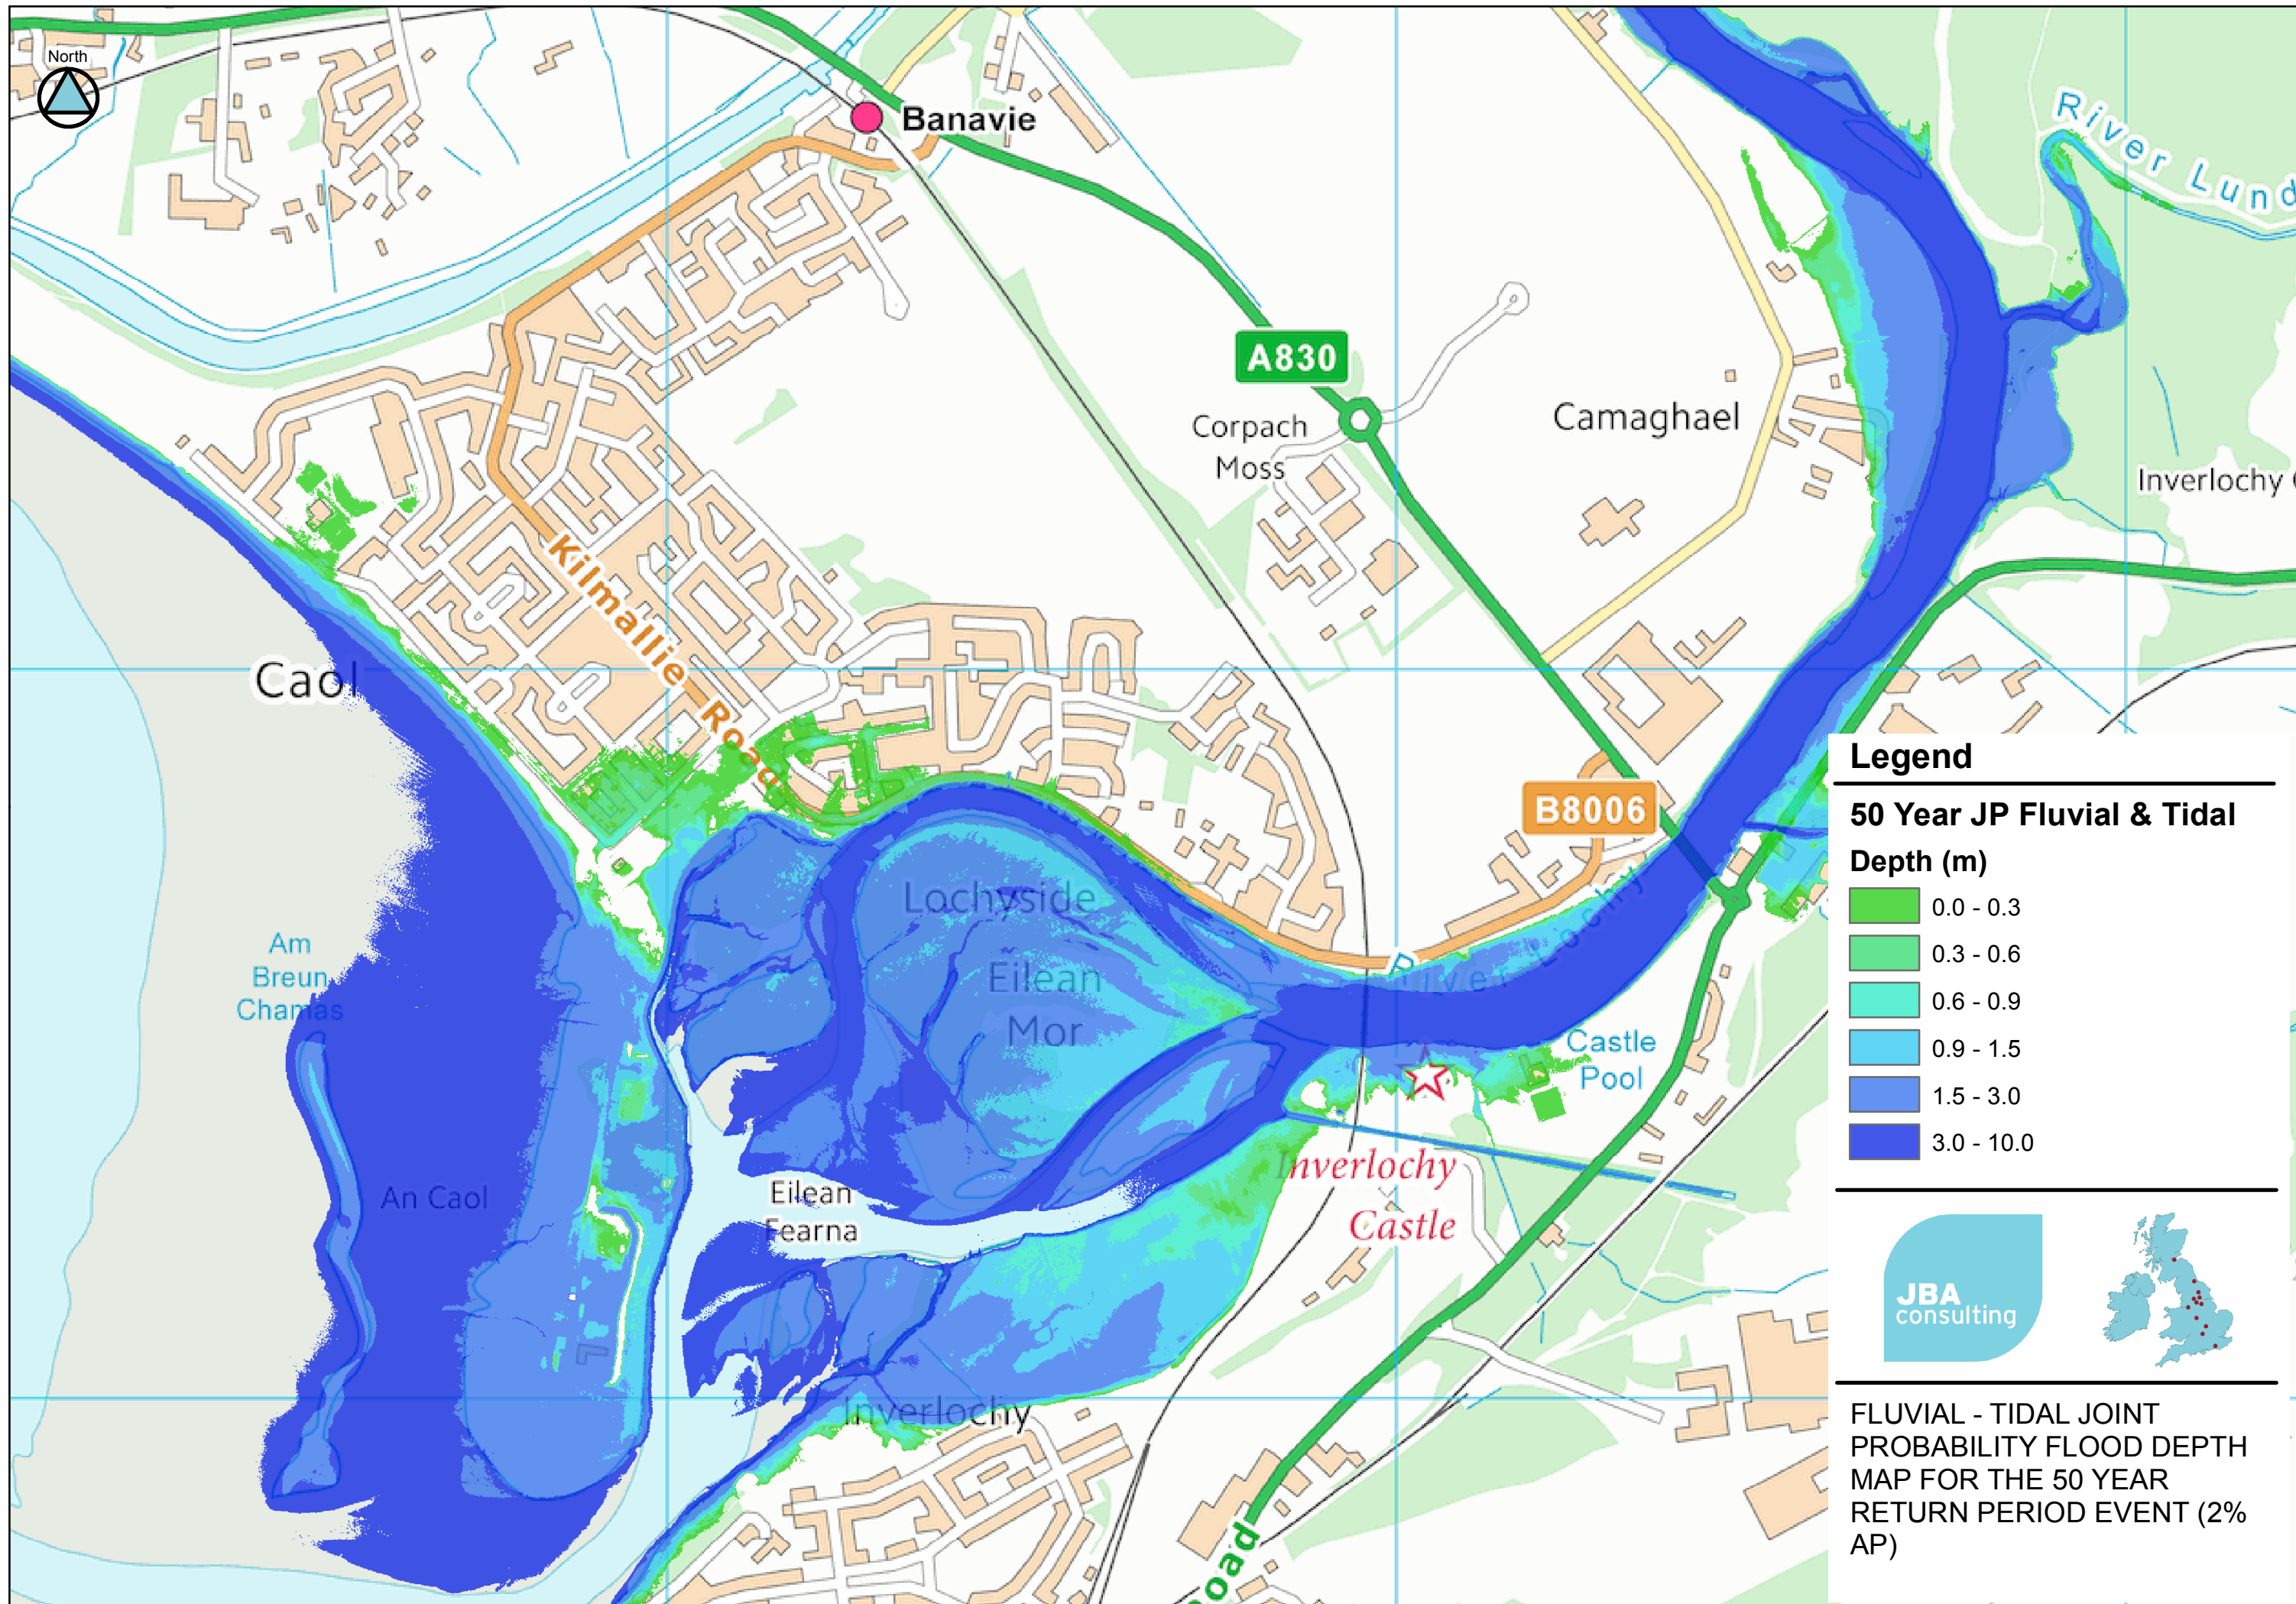 North
Banavie
River Lund
A830
Corpach
Moss
Camaghael
Inverlochy
Kilmallie Road
Caol
B8006
Lochyside
Eilean
Mor
River Lochy
Am
Breun
Chamas
Castle
Pool
An Caol
Eilean
Fearna
Inverlochy
Castle
Inverlochy
Road
Legend
50 Year JP Fluvial & Tidal
Depth (m)
0.0 - 0.3
0.3 - 0.6
0.6 - 0.9
0.9 - 1.5
1.5 - 3.0
3.0 - 10.0
JBA
consulting
FLUVIAL - TIDAL JOINT
PROBABILITY FLOOD DEPTH
MAP FOR THE 50 YEAR
RETURN PERIOD EVENT (2%
AP)